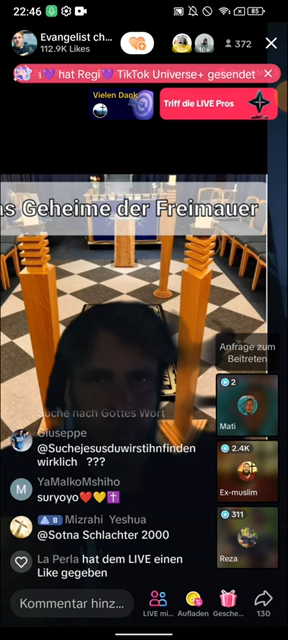 22:46
85
Evangelist ch...
112.9K Likes
10+
372
hat Regi💜 TikTok Universe+ gesendet
Vielen Dank
Triff die LIVE Pros
as Geheime der Freimauer
Anfrage zum
Beitreten
2
Mati
2.4K
Ex-muslim
311
Reza
Suche nach Gottes Wort
Giuseppe
@Suchejesusduwirstihnfinden
wirklich ???
M
YaMalkoMshiho
suryoyo❤️💛✝️
8 Mizrahi Yeshua
@Sotna Schlachter 2000
La Perla hat dem LIVE einen
Like gegeben
Kommentar hinz...
LIVE mi...
Aufladen
Gesche...
130